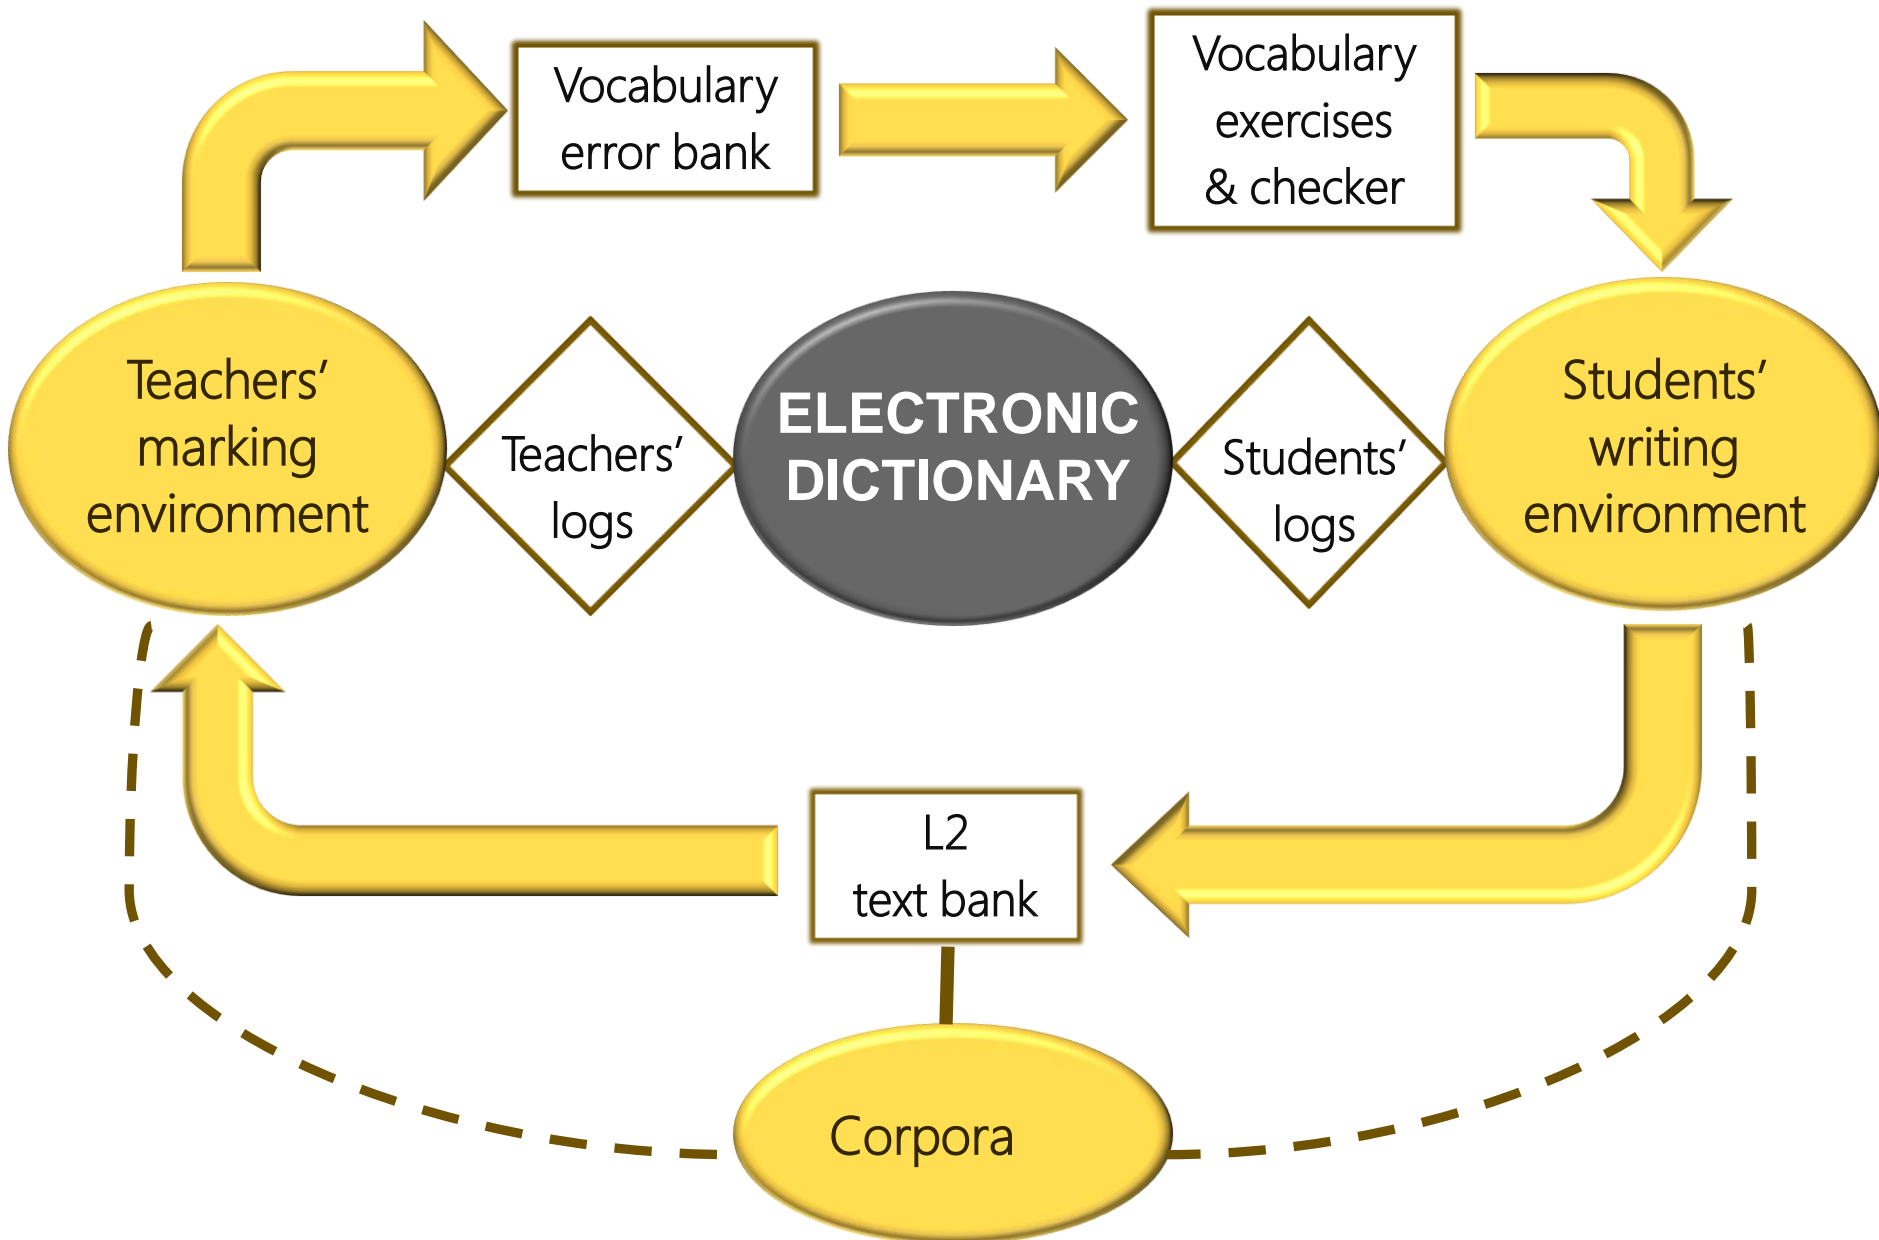 Vocabulary
error bank
Vocabulary
exercises
& checker
Teachers’
marking
environment
Teachers’
logs
ELECTRONIC
DICTIONARY
Students’
logs
Students’
writing
environment
L2
text bank
Corpora